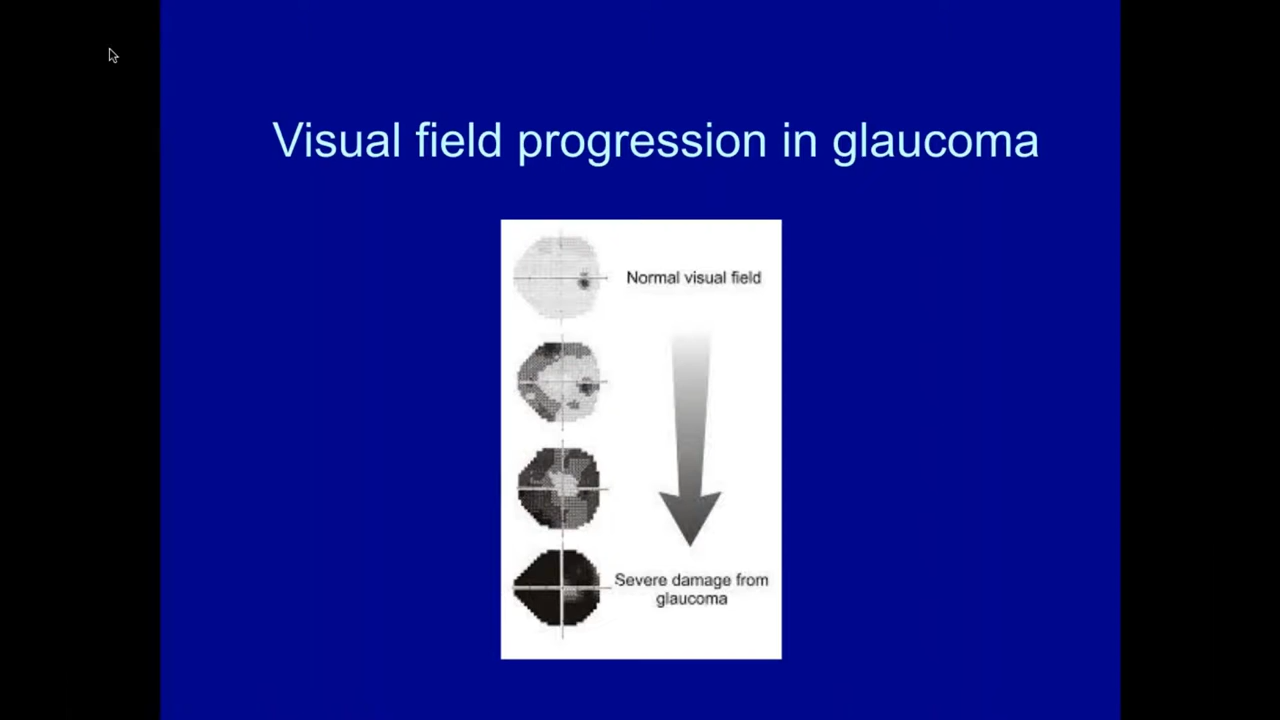 Visual field progression in glaucoma
Normal visual field
Severe damage from
glaucoma